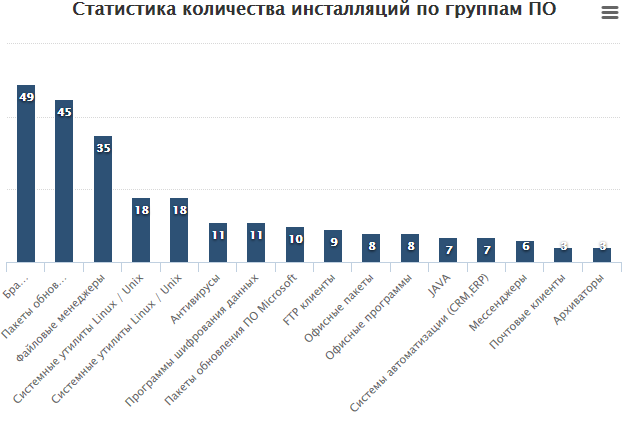 Статистика количества инсталляций по группам ПО
49
45
35
18
18
11
11
10
9
8
8
7
7
6
3
3
Бра...
Пакеты обнов...
Файловые менеджеры
Системные утилиты Linux / Unix
Системные утилиты Linux / Unix
Антивирусы
Программы шифрования данных
Пакеты обновления ПО Microsoft
FTP клиенты
Офисные пакеты
Офисные программы
JAVA
Системы автоматизации (CRM,ERP)
Мессенджеры
Почтовые клиенты
Архиваторы